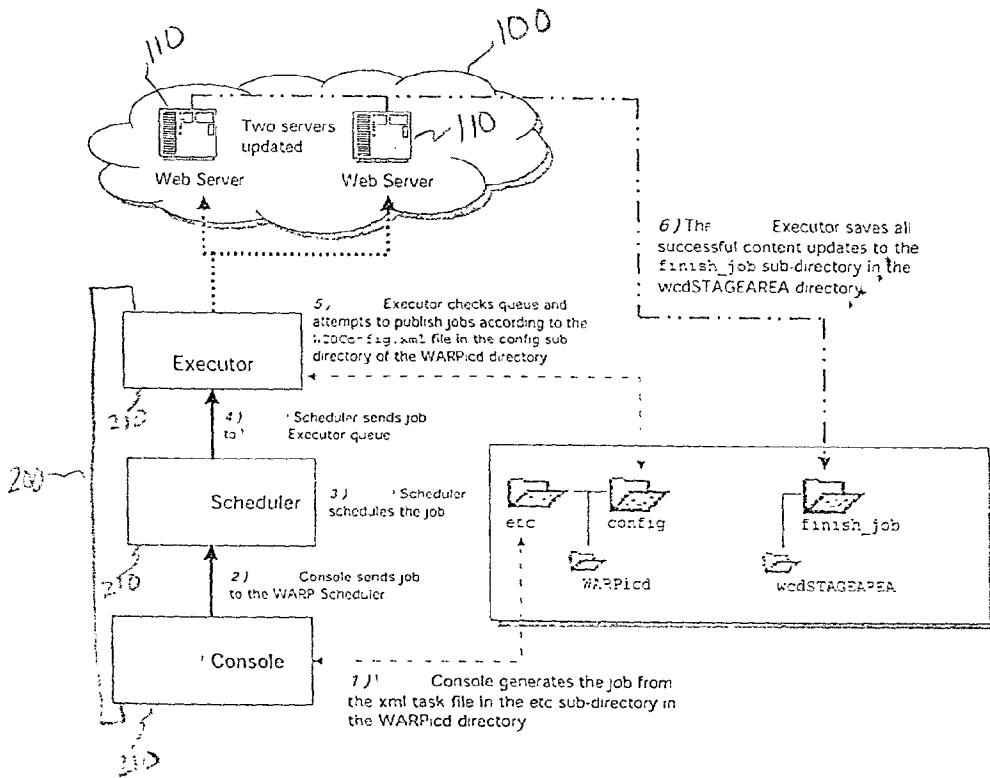 110
100
Two servers
updated
110
Web Server
Web Server
6) The Executor saves all
successful content updates to the
finish_job sub-directory in the
wcdSTAGEAREA directory
5) Executor checks queue and
attempts to publish jobs according to the
file in the config sub
directory of the WARPicd directory
Executor
210
4) Scheduler sends job
to Executor queue
200
Scheduler
3) Scheduler
schedules the job
210
etc
config
finish_job
WARPicd
wcdSTAGEAREA
2) Console sends job
to the WARP Scheduler
Console
1) Console generates the job from
the xml task file in the etc sub-directory in
the WARPicd directory
210